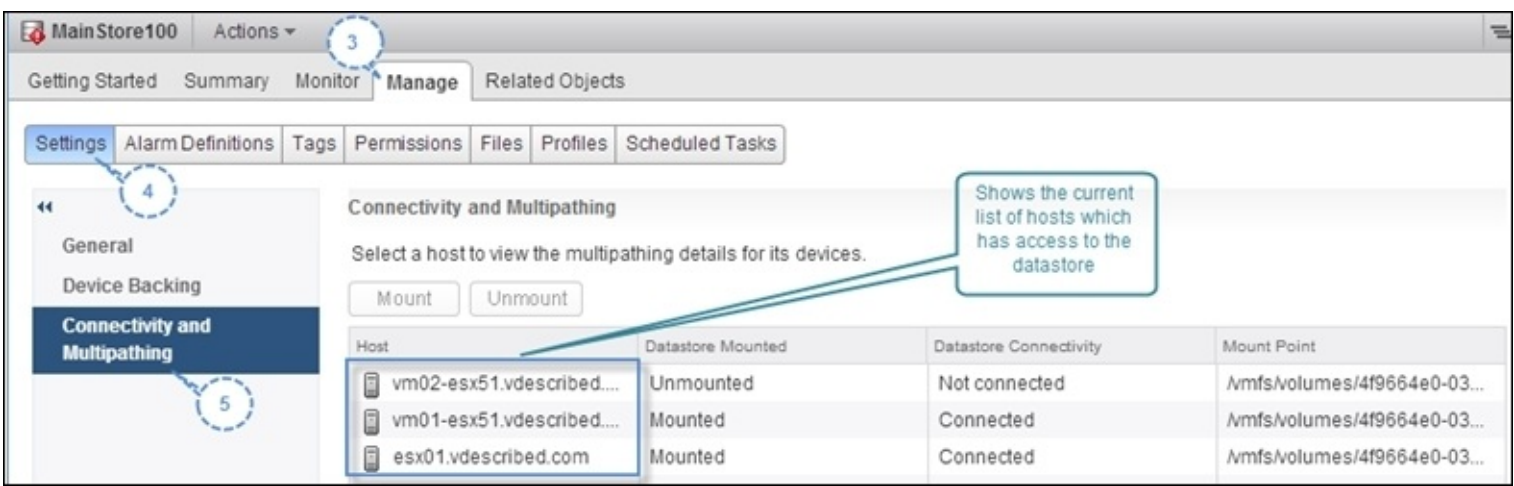 MainStore100 Actions
3
Getting Started Summary Monitor Manage Related Objects
Settings Alarm Definitions Tags Permissions Files Profiles Scheduled Tasks
4
Shows the current
list of hosts which
has access to the
datastore
General
Device Backing
Connectivity and
Multipathing
5
Connectivity and Multipathing
Select a host to view the multipathing details for its devices.
Mount Unmount
Host Datastore Mounted Datastore Connectivity Mount Point
vm02-esx51.vdescribed.... Unmounted Not connected /vmfs/volumes/4f9664e0-03...
vm01-esx51.vdescribed.... Mounted Connected /vmfs/volumes/4f9664e0-03...
esx01.vdescribed.com Mounted Connected /vmfs/volumes/4f9664e0-03...